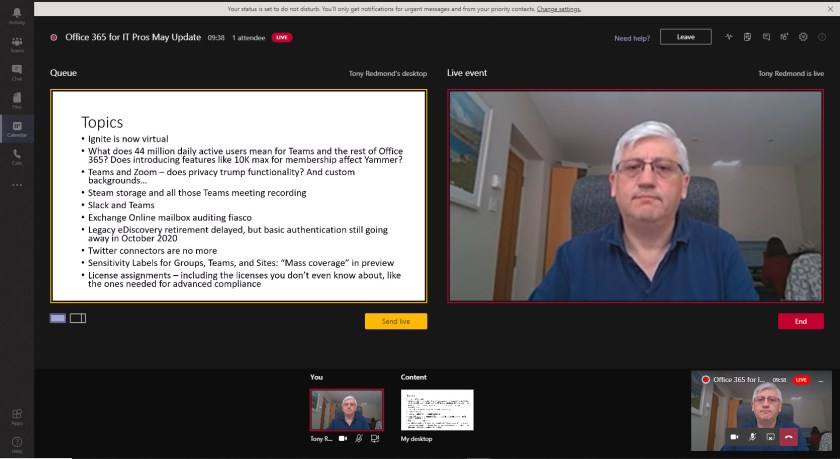 Your status is set to do not disturb. You'll only get notifications for urgent messages and from your priority contacts. Change settings.
Activity
Teams
Chat
Files
Calendar
Calls
Apps
Help
Office 365 for IT Pros May Update 09:38 1 attendee LIVE
Need help? Leave
Queue Tony Redmond's desktop
Live event Tony Redmond is live
Topics
• Ignite is now virtual
• What does 44 million daily active users mean for Teams and the rest of Office
365? Does introducing features like 10K max for membership affect Yammer?
• Teams and Zoom – does privacy trump functionality? And custom
backgrounds…
• Steam storage and all those Teams meeting recording
• Slack and Teams
• Exchange Online mailbox auditing fiasco
• Legacy eDiscovery retirement delayed, but basic authentication still going
away in October 2020
• Twitter connectors are no more
• Sensitivity Labels for Groups, Teams, and Sites: “Mass coverage” in preview
• License assignments – including the licenses you don’t even know about, like
the ones needed for advanced compliance
Send live
End
You
Content
Tony R...
My desktop
Office 365 for I... 09:38 LIVE ...